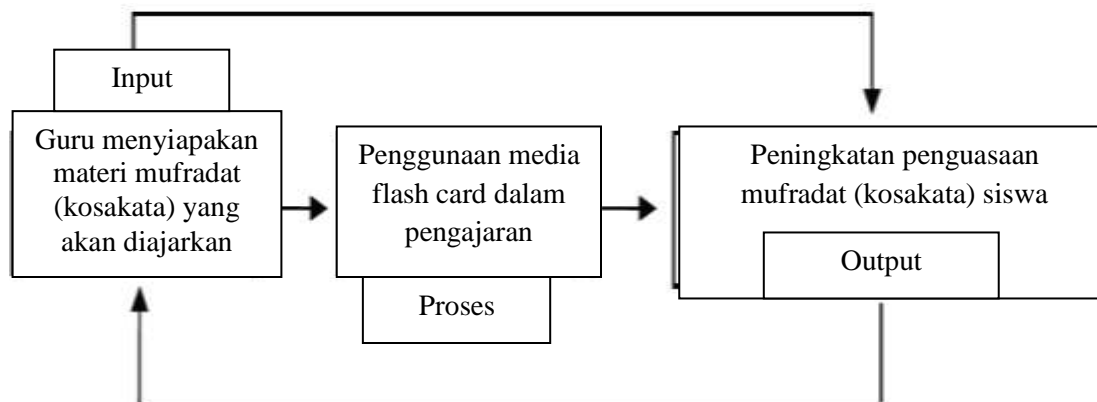 Input
Guru menyiapakan
materi mufradat
(kosakata) yang
akan diajarkan
Penggunaan media
flash card dalam
pengajaran
Proses
Peningkatan penguasaan
mufradat (kosakata) siswa
Output